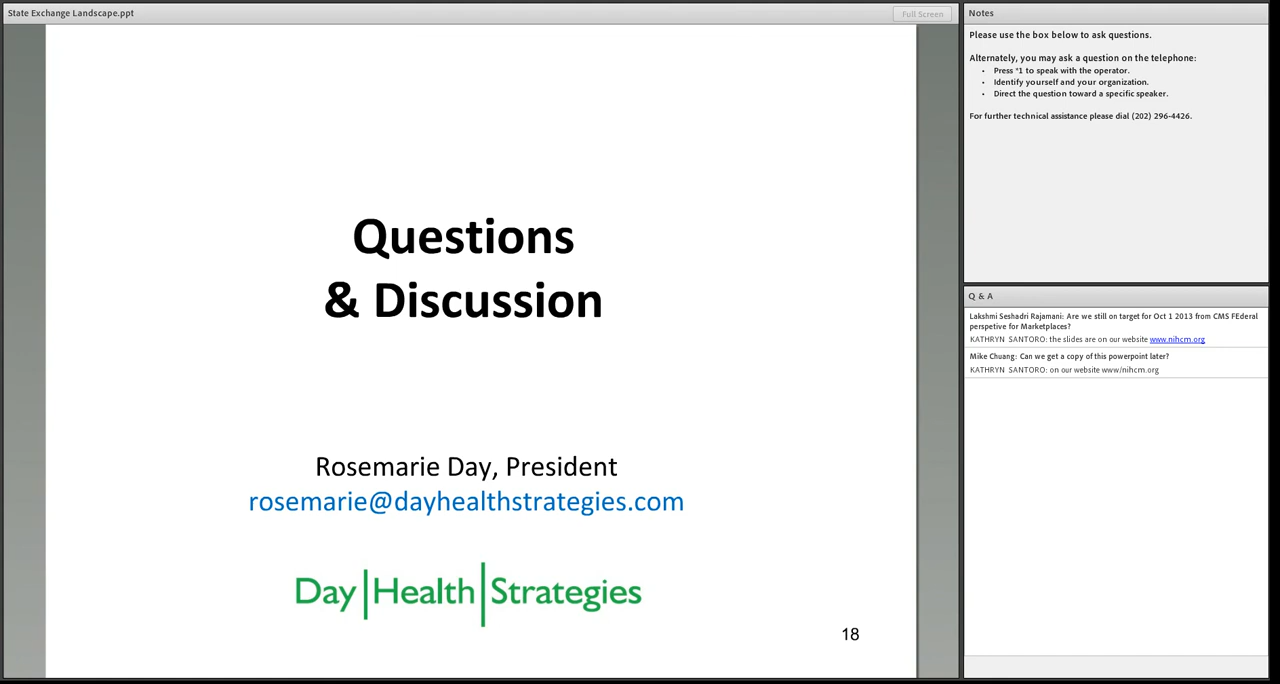 State Exchange Landscape.ppt
Full Screen
Questions
& Discussion
Rosemarie Day, President
rosemarie@dayhealthstrategies.com
Day Health Strategies
18
Notes
Please use the box below to ask questions.
Alternately, you may ask a question on the telephone:
• Press *1 to speak with the operator.
• Identify yourself and your organization.
• Direct the question toward a specific speaker.
For further technical assistance please dial (202) 296-4426.
Q & A
Lakshmi Seshadri Rajamani: Are we still on target for Oct 1 2013 from CMS FEderal
perspetive for Marketplaces?
KATHRYN SANTORO: the slides are on our website www.nihcm.org
Mike Chuang: Can we get a copy of this powerpoint later?
KATHRYN SANTORO: on our website www/nihcm.org